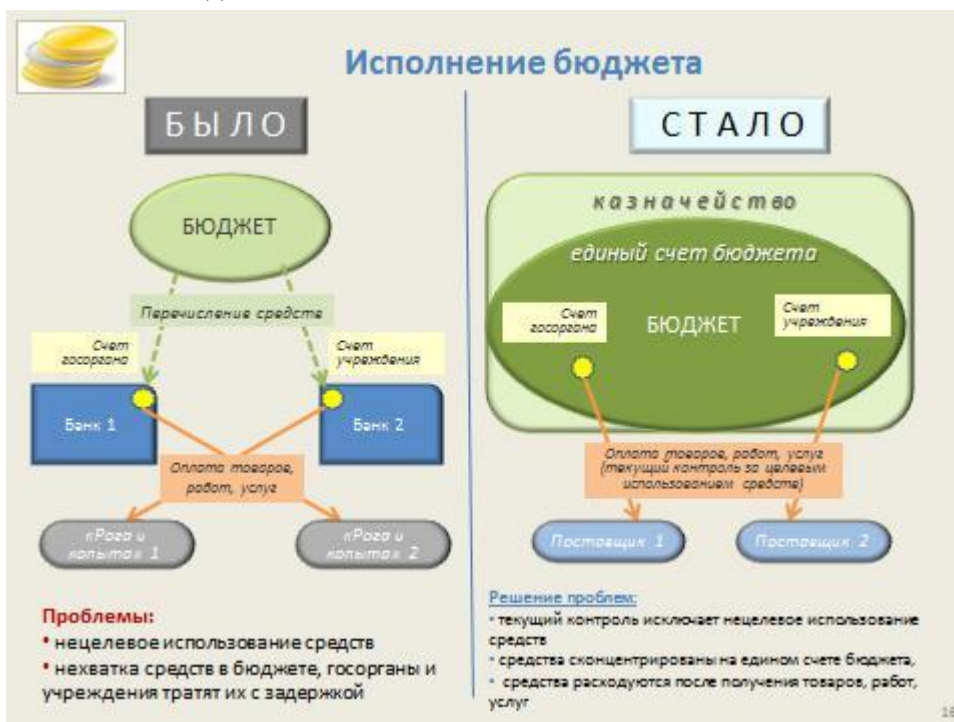 Исполнение бюджета
БЫЛО
БЮДЖЕТ
Перечисление средств
Счет
госоргана
Счет
учреждения
Банк 1
Банк 2
Оплата товаров,
работ, услуг
«Рога и
копыта» 1
«Рога и
копыта» 2
Проблемы:
• нецелевое использование средств
• нехватка средств в бюджете, госорганы и
учреждения тратят их с задержкой
СТАЛО
казначейство
единый счет бюджета
Счет
госоргана
БЮДЖЕТ
Счет
учреждения
Оплата товаров, работ, услуг
(текущий контроль за целевым
использованием средств)
Поставщик 1
Поставщик 2
Решение проблем:
• текущий контроль исключает нецелевое использование
средств
• средства сконцентрированы на едином счете бюджета,
• средства расходуются после получения товаров, работ,
услуг
16